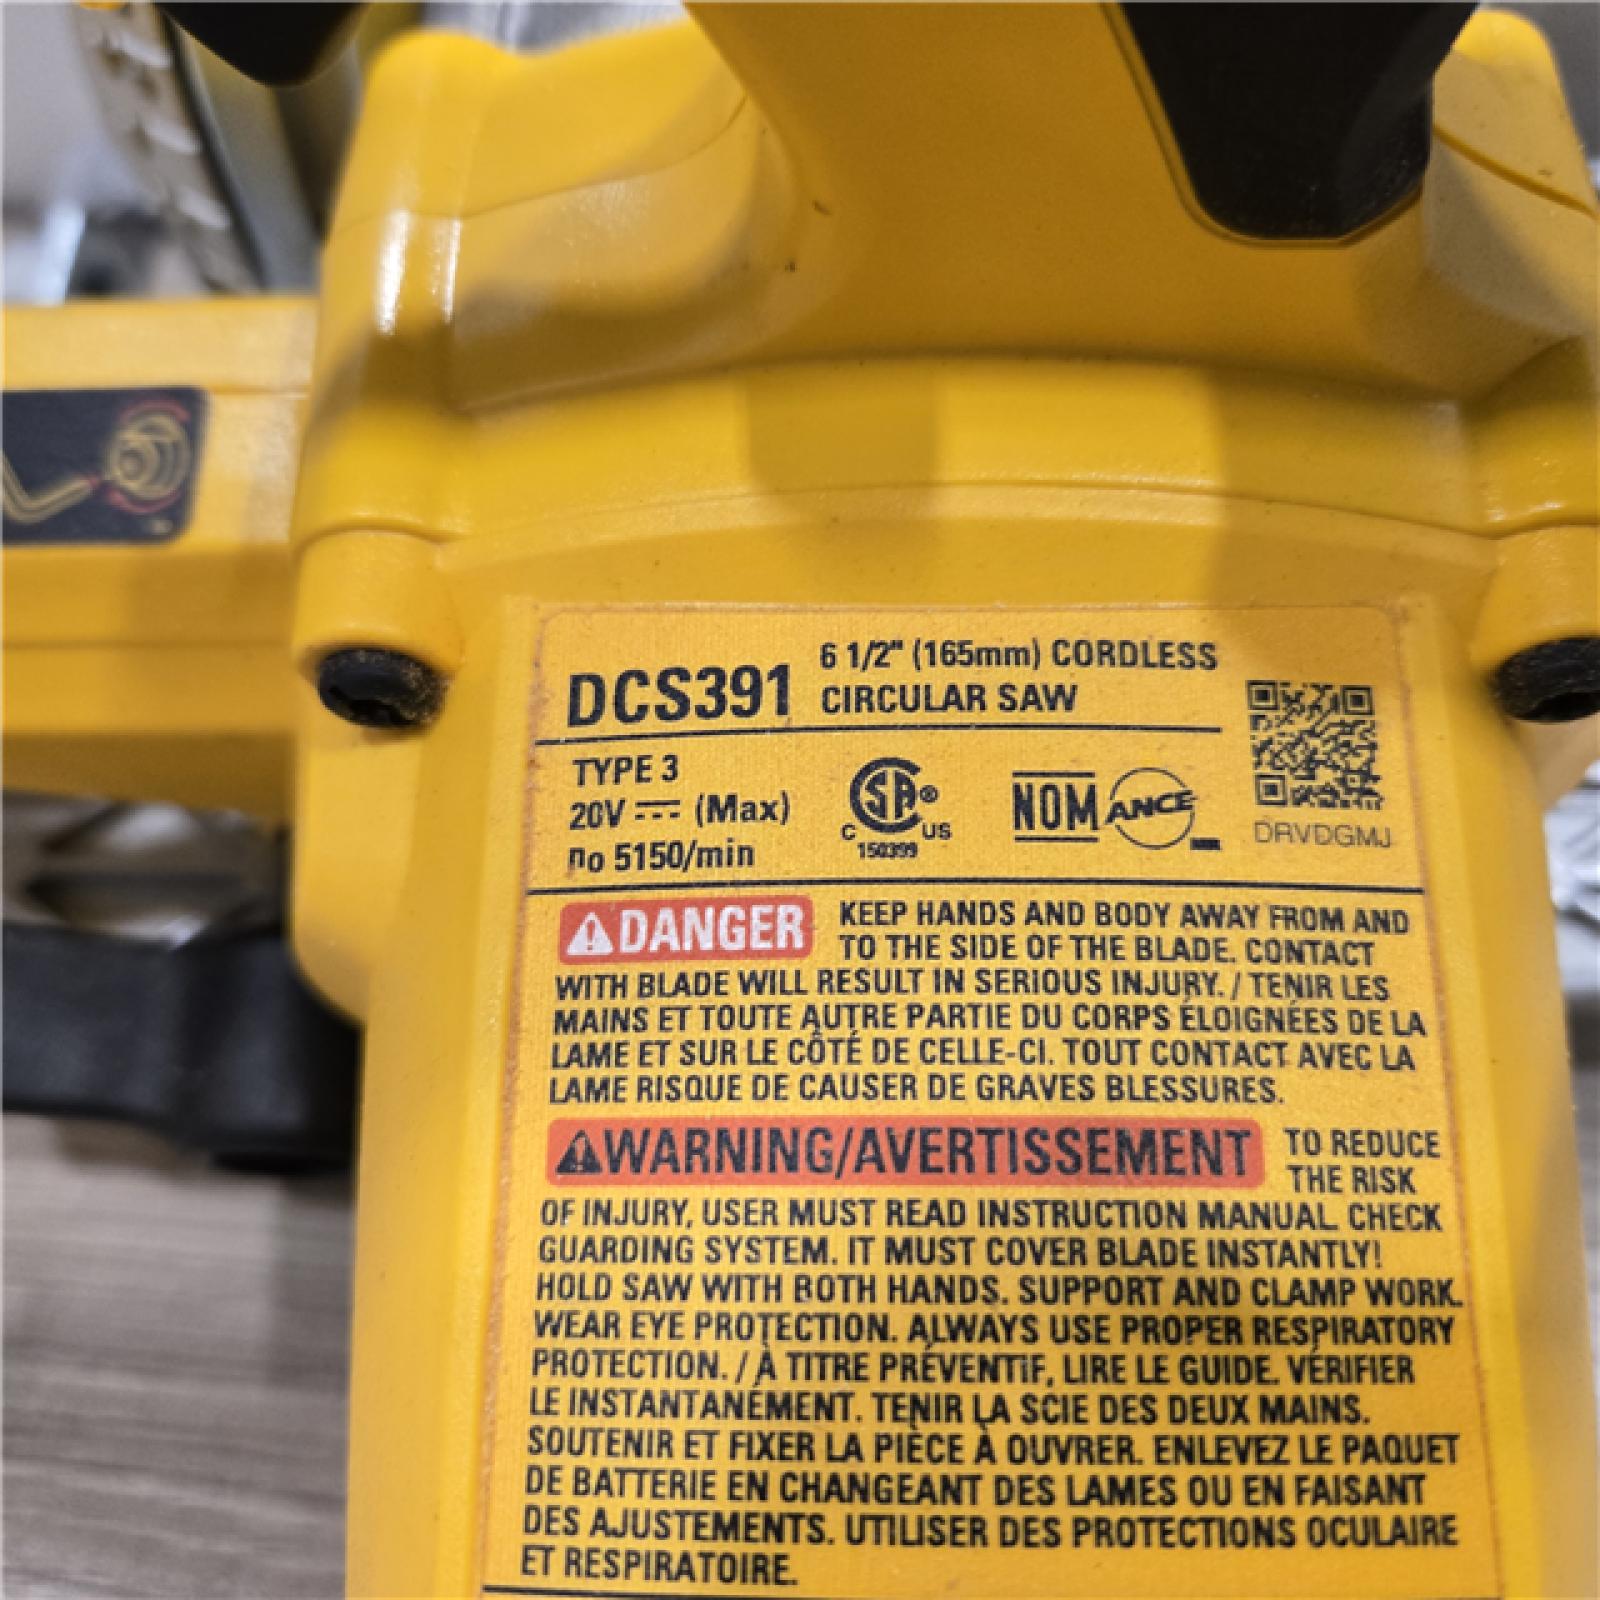 DCS391 6 1/2" (165mm) CORDLESS
CIRCULAR SAW
TYPE 3
20V ⎓ (Max)
no 5150/min
CSA®
C US
150399
NOM ANCE
DRVDGMJ
⚠DANGER KEEP HANDS AND BODY AWAY FROM AND
TO THE SIDE OF THE BLADE. CONTACT
WITH BLADE WILL RESULT IN SERIOUS INJURY. / TENIR LES
MAINS ET TOUTE AUTRE PARTIE DU CORPS ÉLOIGNÉES DE LA
LAME ET SUR LE CÔTÉ DE CELLE-CI. TOUT CONTACT AVEC LA
LAME RISQUE DE CAUSER DE GRAVES BLESSURES.
⚠WARNING/AVERTISSEMENT TO REDUCE
THE RISK
OF INJURY, USER MUST READ INSTRUCTION MANUAL. CHECK
GUARDING SYSTEM. IT MUST COVER BLADE INSTANTLY!
HOLD SAW WITH BOTH HANDS. SUPPORT AND CLAMP WORK.
WEAR EYE PROTECTION. ALWAYS USE PROPER RESPIRATORY
PROTECTION. / À TITRE PRÉVENTIF, LIRE LE GUIDE. VÉRIFIER
LE INSTANTANÉMENT. TENIR LA SCIE DES DEUX MAINS.
SOUTENIR ET FIXER LA PIÈCE À OUVRER. ENLEVEZ LE PAQUET
DE BATTERIE EN CHANGEANT DES LAMES OU EN FAISANT
DES AJUSTEMENTS. UTILISER DES PROTECTIONS OCULAIRE
ET RESPIRATOIRE.